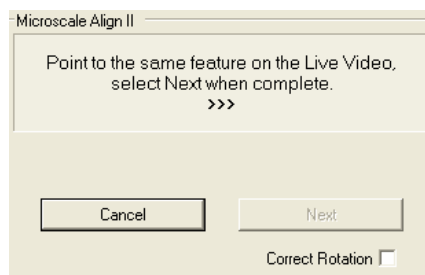 Microscale Align II
Point to the same feature on the Live Video,
select Next when complete.
>>>
Cancel
Next
Correct Rotation